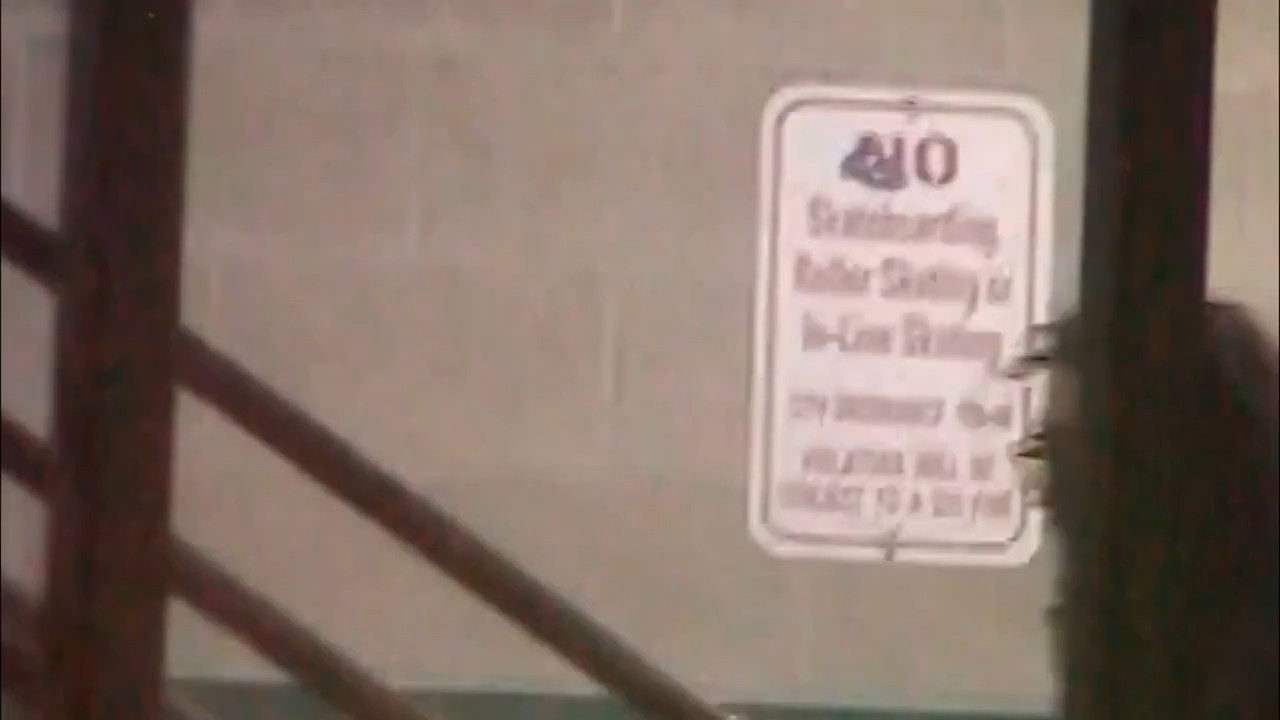 NO
Skateboarding,
Roller Skating or
In-Line Skating
CITY ORDINANCE
VIOLATORS WILL BE
SUBJECT TO A FINE